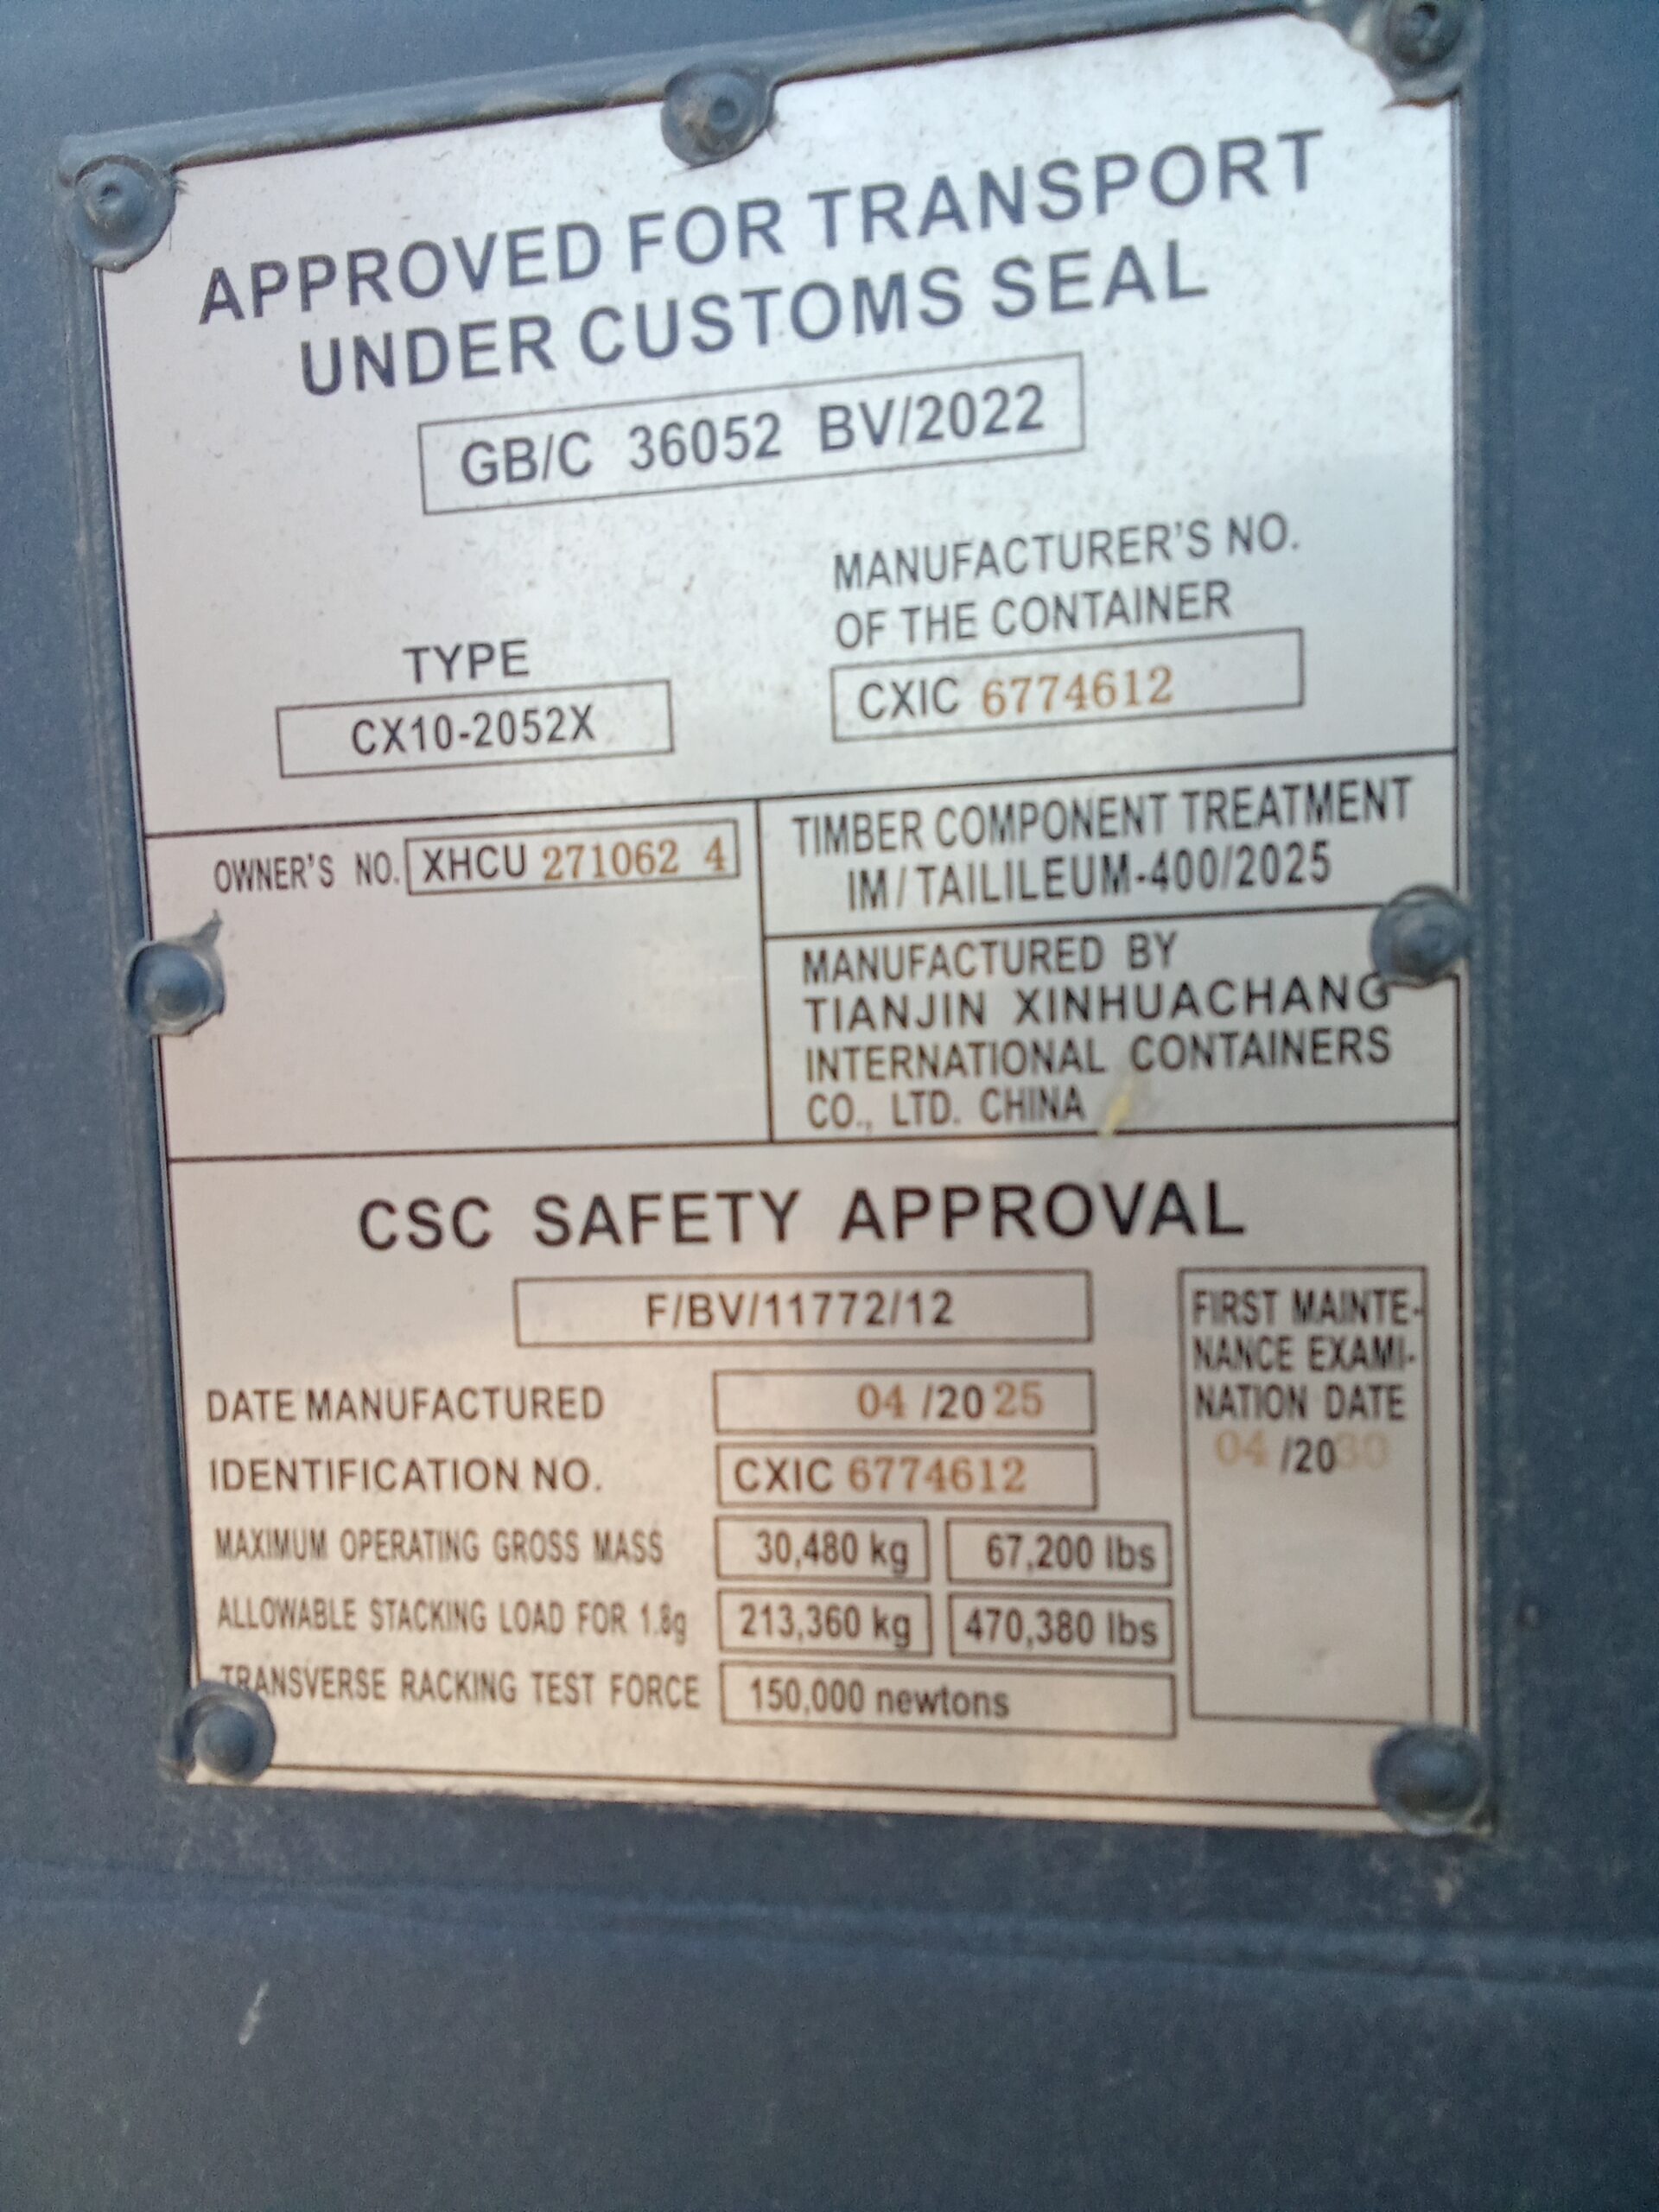 APPROVED FOR TRANSPORT
UNDER CUSTOMS SEAL
GB/C 36052 BV/2022
TYPE
CX10-2052X
MANUFACTURER'S NO.
OF THE CONTAINER
CXIC 6774612
OWNER'S NO. XHCU 271062 4
TIMBER COMPONENT TREATMENT
IM/TAILILEUM-400/2025
MANUFACTURED BY
TIANJIN XINHUACHANG
INTERNATIONAL CONTAINERS
CO., LTD. CHINA
CSC SAFETY APPROVAL
F/BV/11772/12
DATE MANUFACTURED 04/2025
IDENTIFICATION NO. CXIC 6774612
MAXIMUM OPERATING GROSS MASS 30,480 kg 67,200 lbs
ALLOWABLE STACKING LOAD FOR 1.8g 213,360 kg 470,380 lbs
TRANSVERSE RACKING TEST FORCE 150,000 newtons
FIRST MAINTE-
NANCE EXAMI-
NATION DATE
04/2030